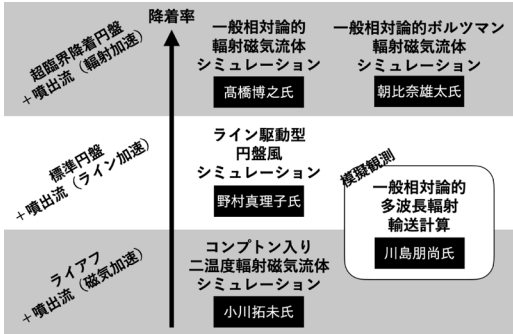 降着率
超臨界降着円盤
+噴出流(輻射加速)
一般相対論的
輻射磁気流体
シミュレーション
髙橋博之氏
一般相対論的ボルツマン
輻射磁気流体
シミュレーション
朝比奈雄太氏
標準円盤
+噴出流(ライン加速)
ライン駆動型
円盤風
シミュレーション
野村真理子氏
模擬観測
一般相対論的
多波長輻射
輸送計算
川島朋尚氏
ライアフ
+噴出流(磁気加速)
コンプトン入り
二温度輻射磁気流体
シミュレーション
小川拓未氏